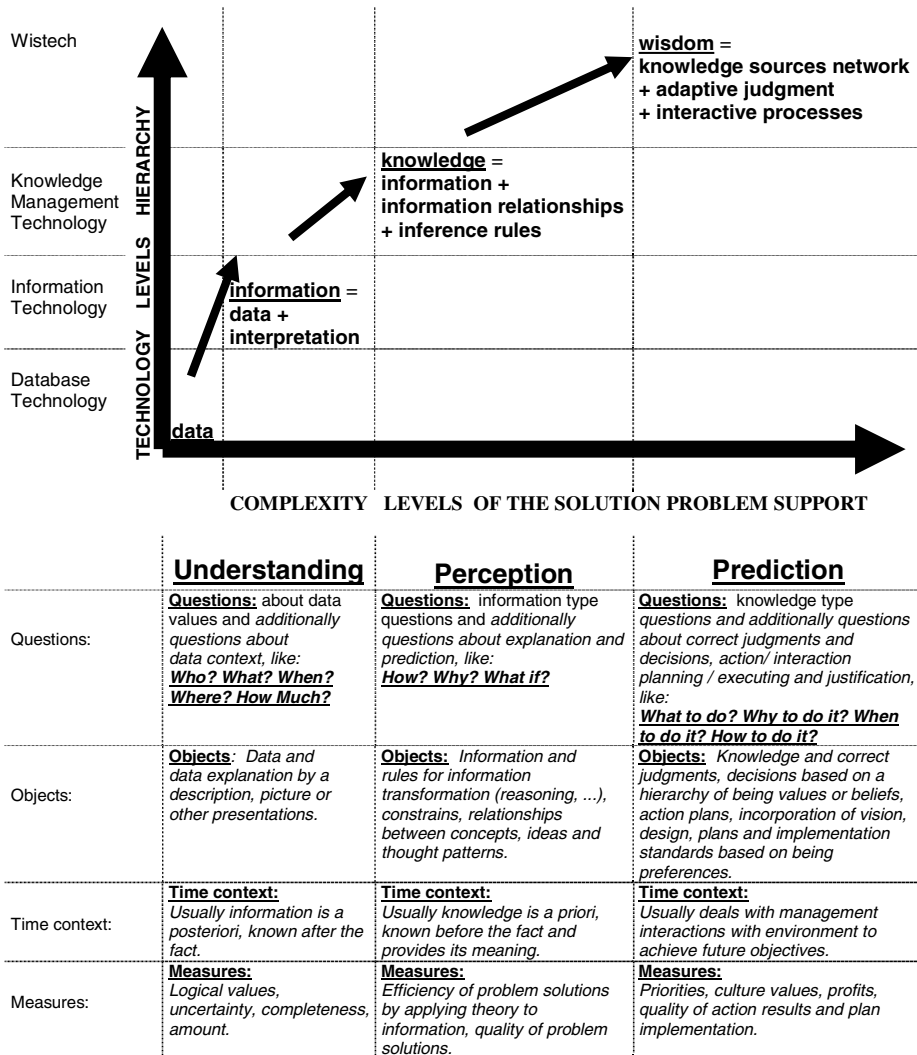 Wistech
wisdom =
knowledge sources network
+ adaptive judgment
+ interactive processes
Knowledge
Management
Technology
knowledge =
information +
information relationships
+ inference rules
Information
Technology
information =
data +
interpretation
Database
Technology
TECHNOLOGY LEVELS HIERARCHY
data
COMPLEXITY LEVELS OF THE SOLUTION PROBLEM SUPPORT
Understanding
Perception
Prediction
Questions:
Questions: about data
values and additionally
questions about
data context, like:
Who? What? When?
Where? How Much?
Questions: information type
questions and additionally
questions about explanation and
prediction, like:
How? Why? What if?
Questions: knowledge type
questions and additionally questions
about correct judgments and
decisions, action/ interaction
planning / executing and justification,
like:
What to do? Why to do it? When
to do it? How to do it?
Objects:
Objects: Data and
data explanation by a
description, picture or
other presentations.
Objects: Information and
rules for information
transformation (reasoning, ...),
constrains, relationships
between concepts, ideas and
thought patterns.
Objects: Knowledge and correct
judgments, decisions based on a
hierarchy of being values or beliefs,
action plans, incorporation of vision,
design, plans and implementation
standards based on being
preferences.
Time context:
Time context:
Usually information is a
posteriori, known after the
fact.
Time context:
Usually knowledge is a priori,
known before the fact and
provides its meaning.
Time context:
Usually deals with management
interactions with environment to
achieve future objectives.
Measures:
Measures:
Logical values,
uncertainty, completeness,
amount.
Measures:
Efficiency of problem solutions
by applying theory to
information, quality of problem
solutions.
Measures:
Priorities, culture values, profits,
quality of action results and plan
implementation.